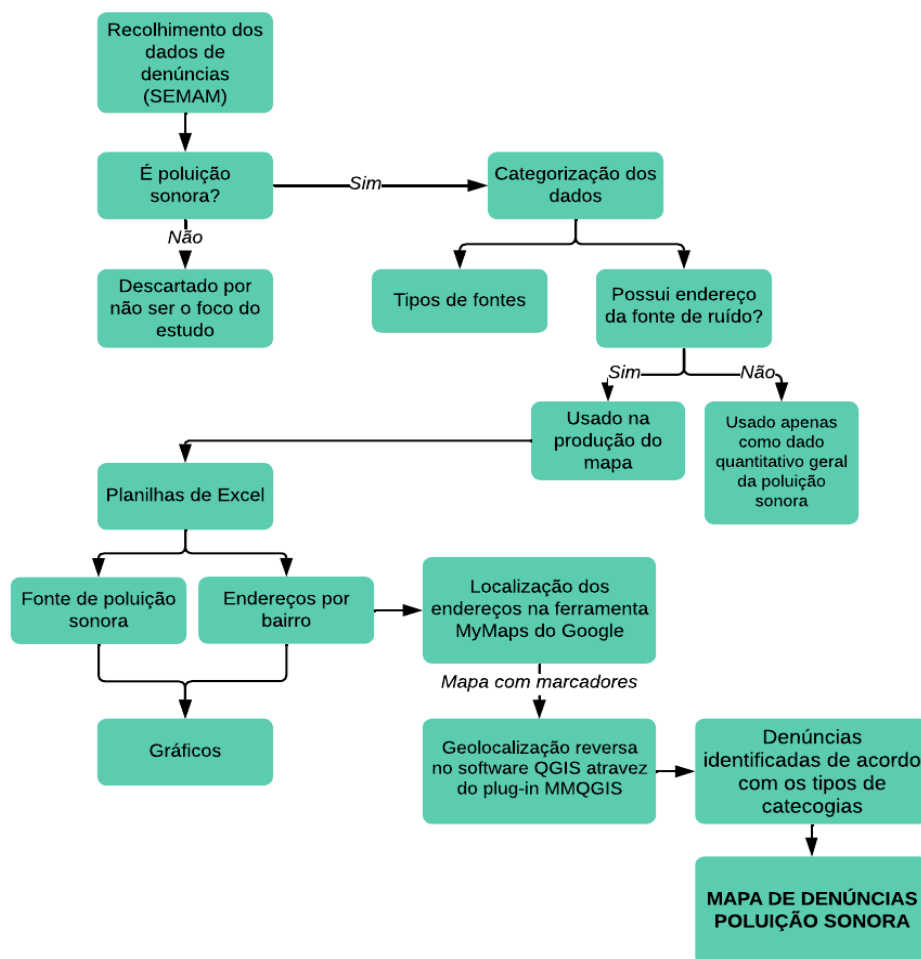 Recolhimento dos
dados de
denúncias
(SEMAM)
É poluição
sonora?
Sim
Categorização dos
dados
Não
Descartado por
não ser o foco do
estudo
Tipos de fontes
Possui endereço
da fonte de ruído?
Sim
Não
Usado na
produção do
mapa
Usado apenas
como dado
quantitativo geral
da poluição
sonora
Planilhas de Excel
Fonte de poluição
sonora
Endereços por
bairro
Localização dos
endereços na ferramenta
MyMaps do Google
Mapa com marcadores
Gráficos
Geolocalização reversa
no software QGIS atravez
do plug-in MMQGIS
Denúncias
identificadas de acordo
com os tipos de
catecogias
MAPA DE DENÚNCIAS
POLUIÇÃO SONORA